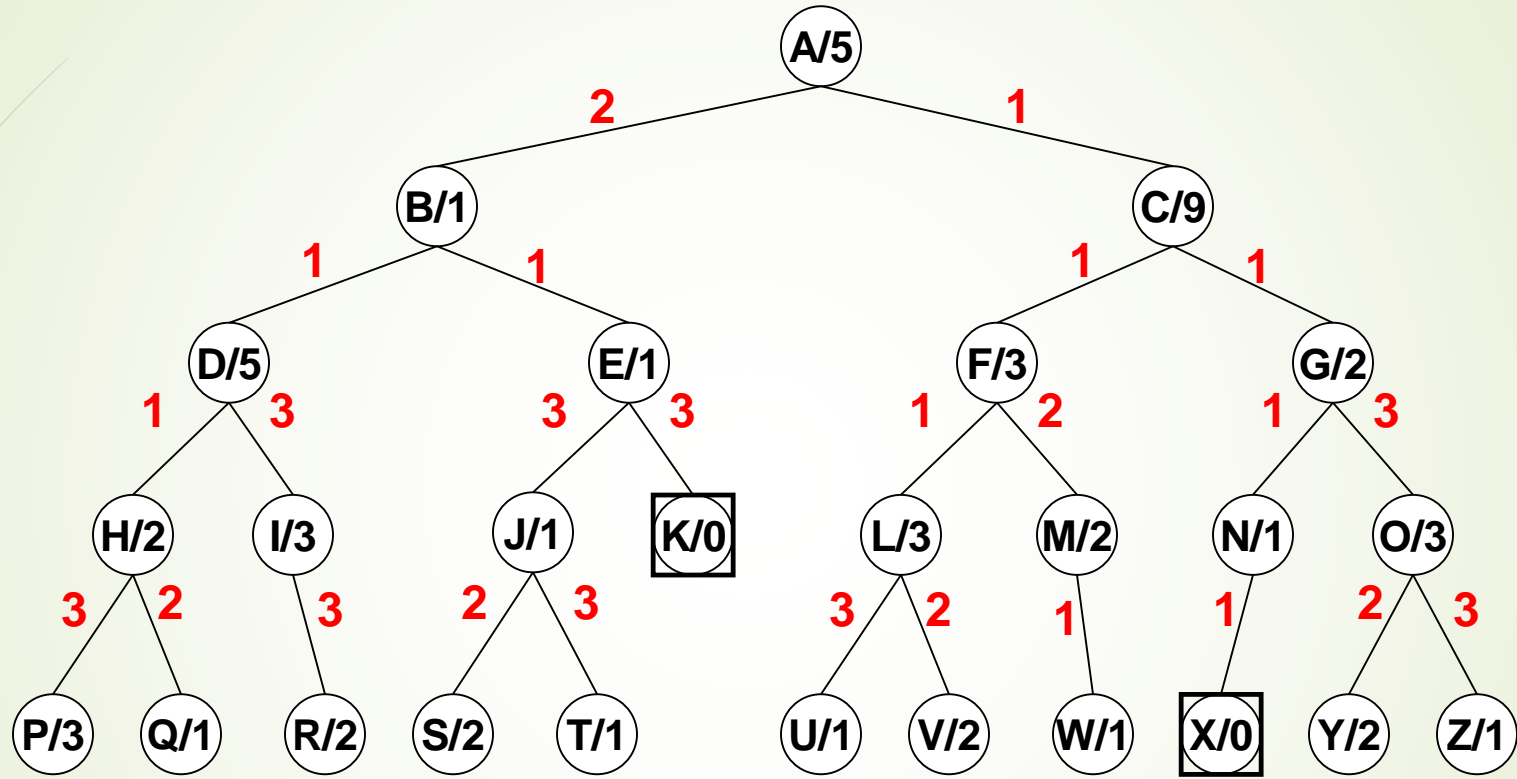 A/5
2 1
B/1 C/9
1 1 1 1
D/5 E/1 F/3 G/2
1 3 3 3 1 2 1 3
H/2 I/3 J/1 K/0 L/3 M/2 N/1 O/3
3 2 3 2 3 3 2 1 1 2 3
P/3 Q/1 R/2 S/2 T/1 U/1 V/2 W/1 X/0 Y/2 Z/1